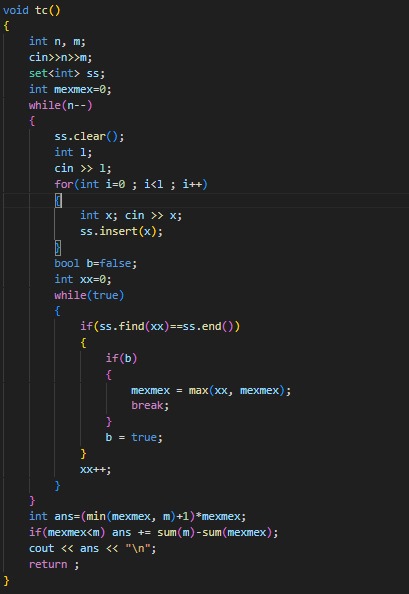 void tc()
{
    int n, m;
    cin>>n>>m;
    set<int> ss;
    int mexmex=0;
    while(n--)
    {
        ss.clear();
        int l;
        cin >> l;
        for(int i=0 ; i<l ; i++)
        {
            int x; cin >> x;
            ss.insert(x);
        }
        bool b=false;
        int xx=0;
        while(true)
        {
            if(ss.find(xx)==ss.end())
            {
                if(b)
                {
                    mexmex = max(xx, mexmex);
                    break;
                }
                b = true;
            }
            xx++;
        }
    }
    int ans=(min(mexmex, m)+1)*mexmex;
    if(mexmex<m) ans += sum(m)-sum(mexmex);
    cout << ans << "\n";
    return ;
}